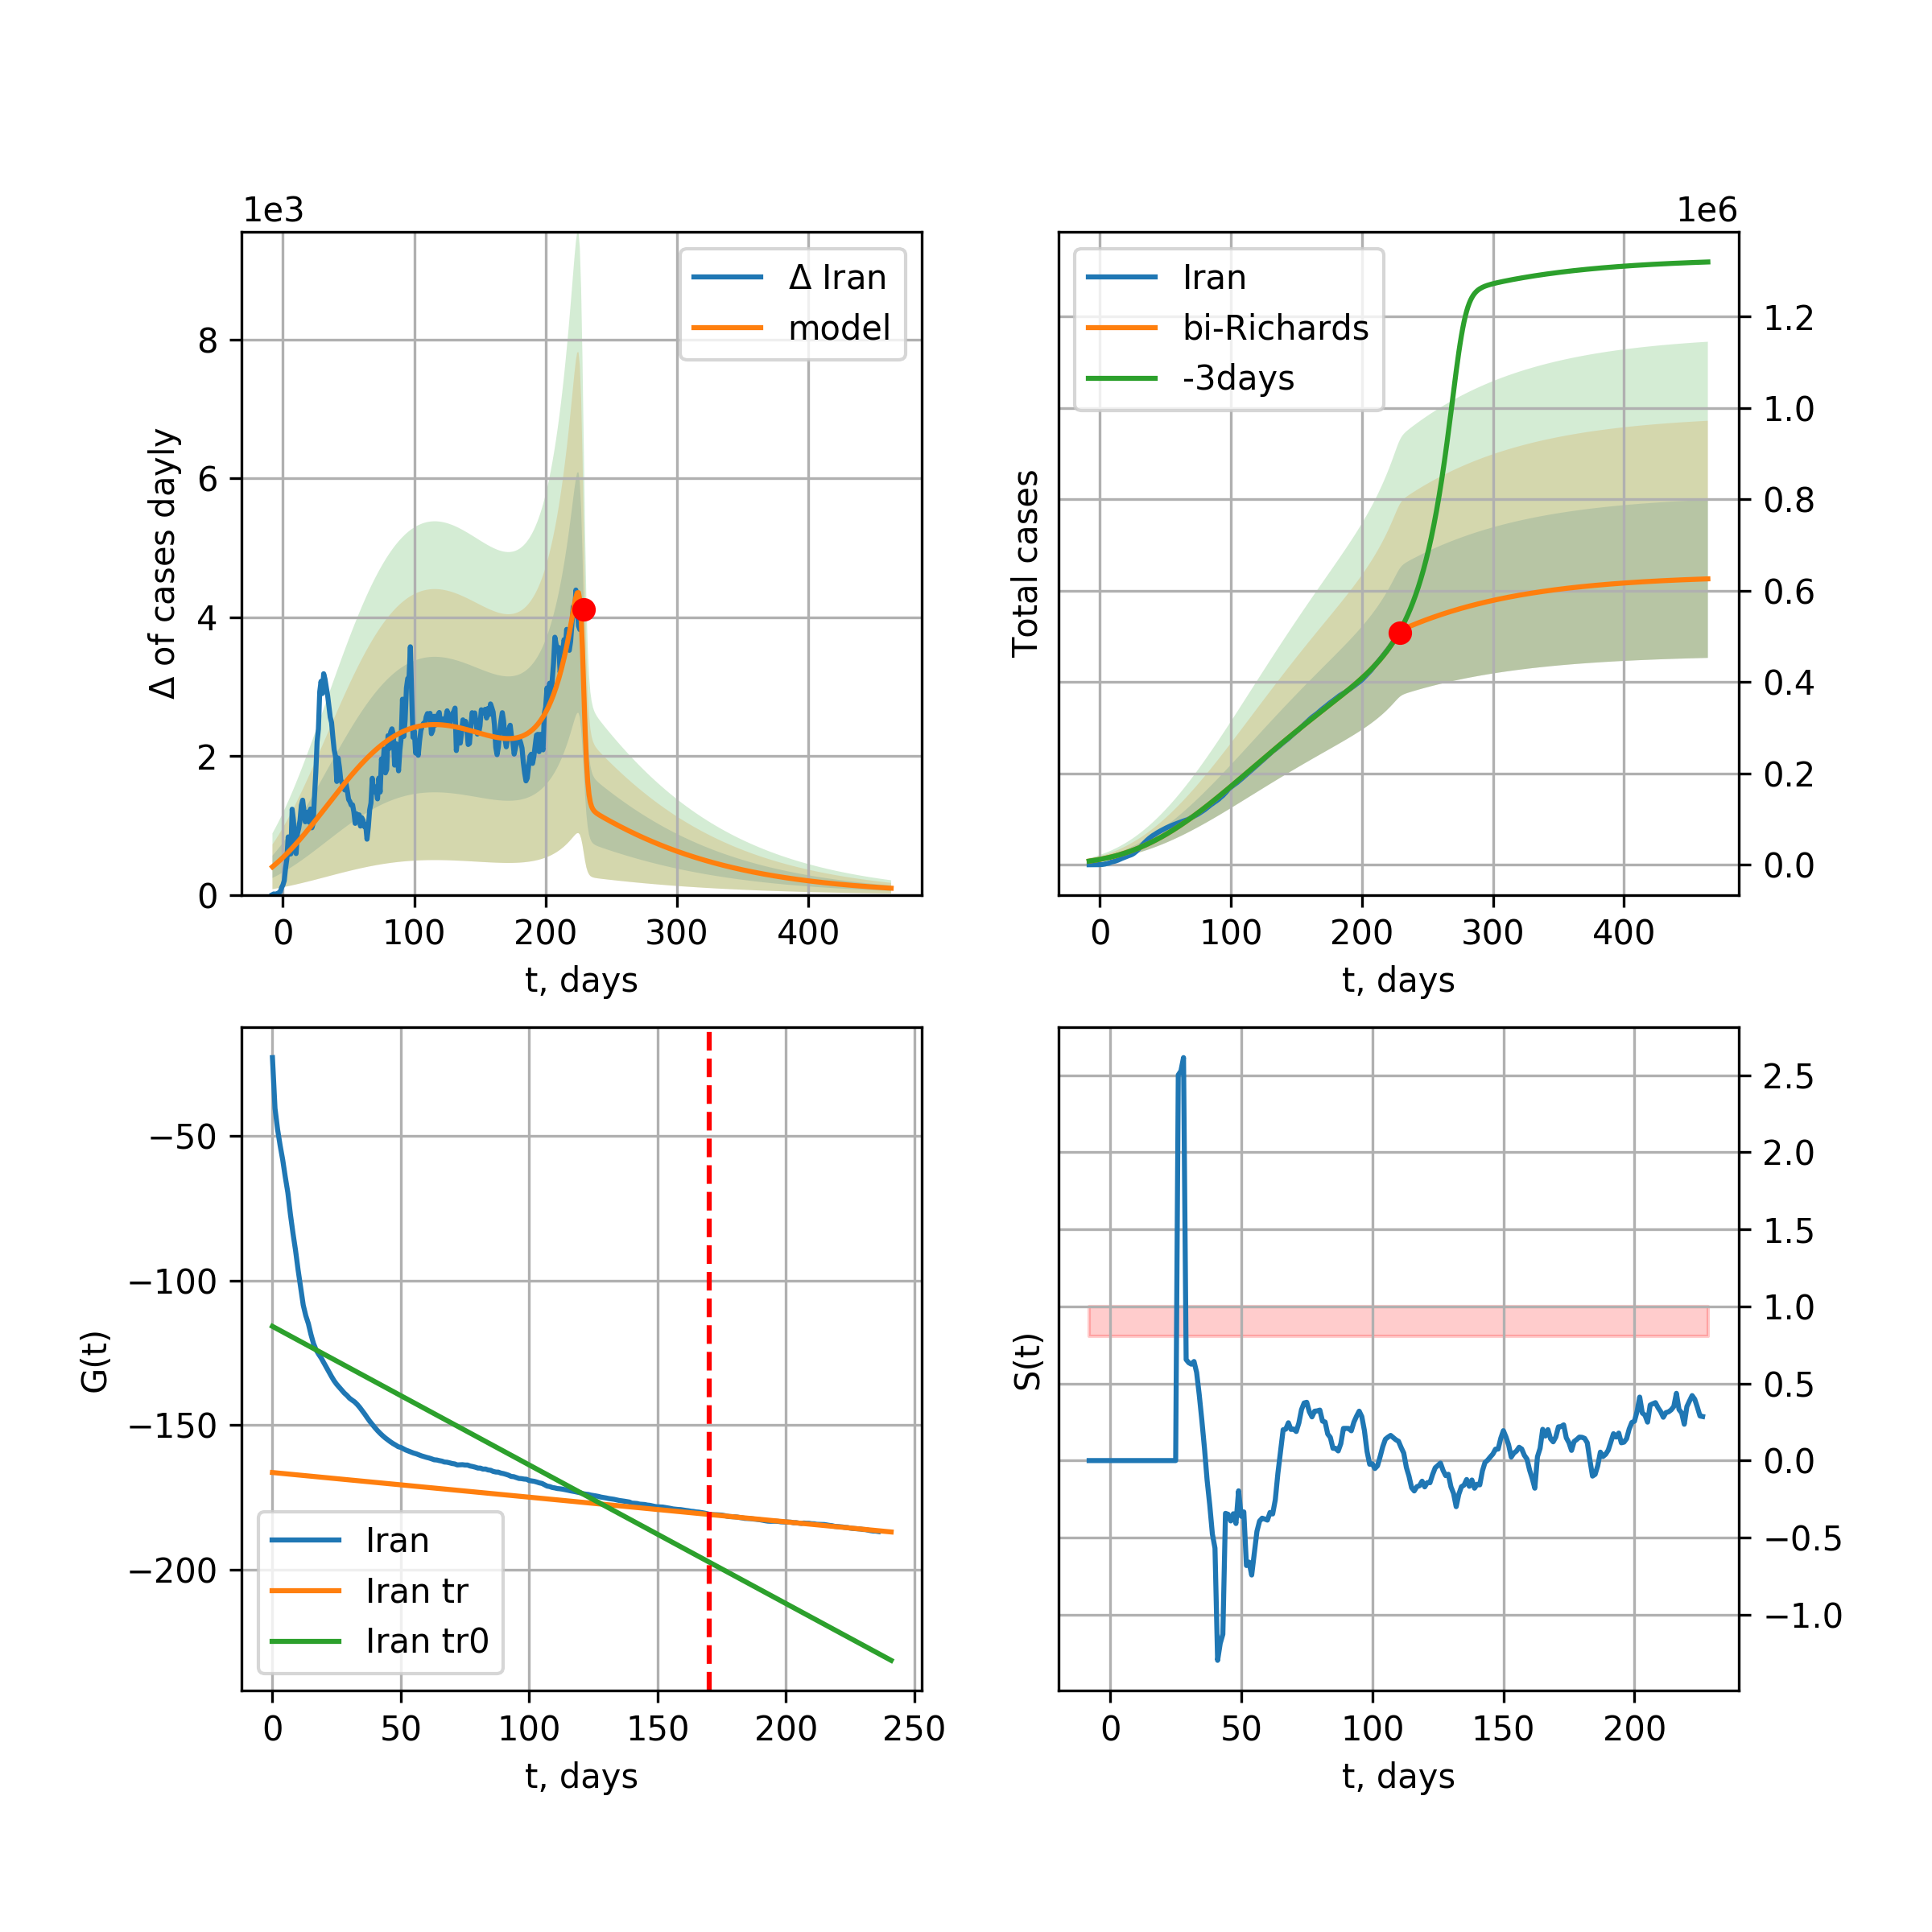 1e3
Δ Iran
model
8
6
4
2
0
Δ of cases dayly
0 100 200 300 400
t, days
1e6
Iran
bi-Richards
-3days
1.2
1.0
0.8
0.6
0.4
0.2
0.0
Total cases
0 100 200 300 400
t, days
−50
−100
−150
−200
G(t)
Iran
Iran tr
Iran tr0
0 50 100 150 200 250
t, days
2.5
2.0
1.5
1.0
0.5
0.0
−0.5
−1.0
S(t)
0 50 100 150 200
t, days